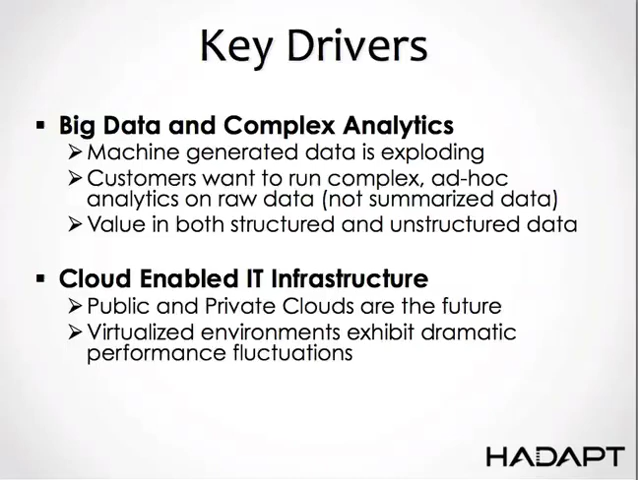 Key Drivers
▪ Big Data and Complex Analytics
➢Machine generated data is exploding
➢Customers want to run complex, ad-hoc
analytics on raw data (not summarized data)
➢Value in both structured and unstructured data
▪ Cloud Enabled IT Infrastructure
➢Public and Private Clouds are the future
➢Virtualized environments exhibit dramatic
performance fluctuations
HADAPT